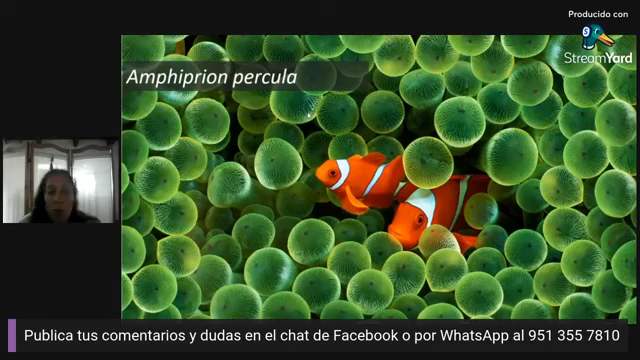 Producido con
StreamYard
Amphiprion percula
Publica tus comentarios y dudas en el chat de Facebook o por WhatsApp al 951 355 7810